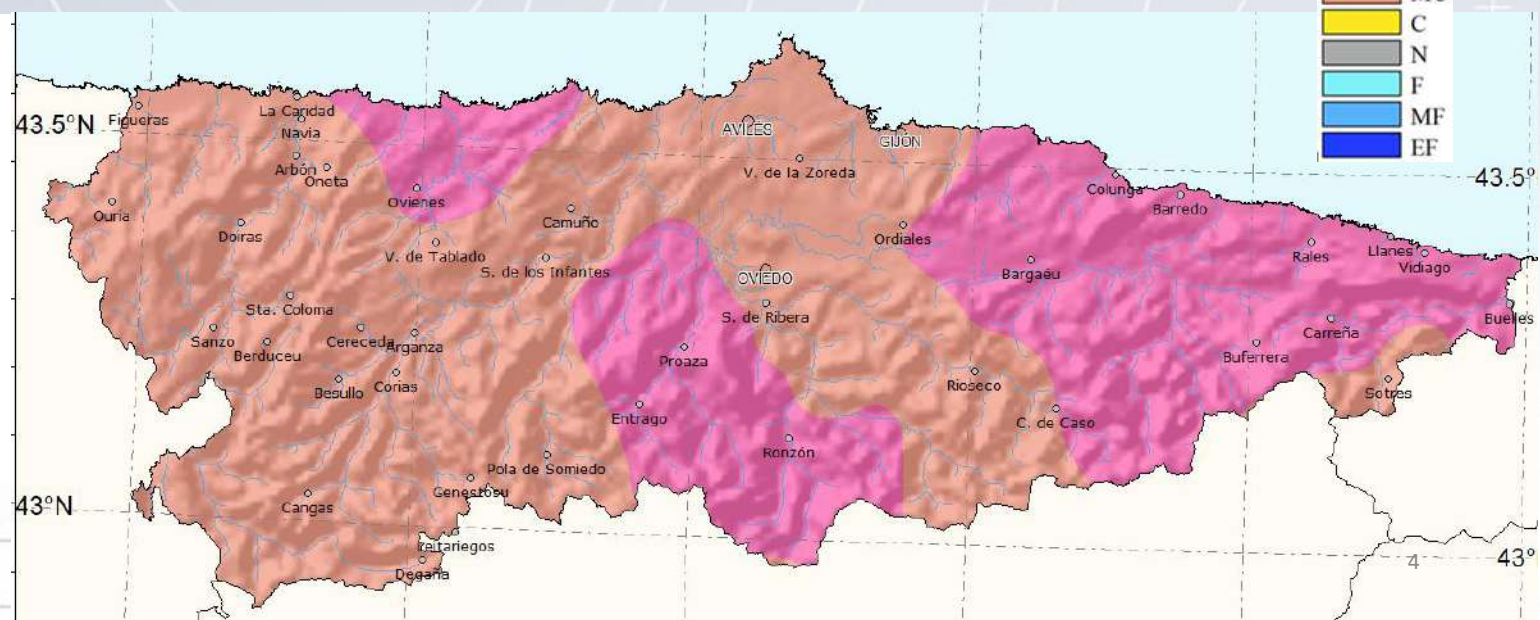 C
N
F
MF
EF
43.5°N
43.5°
43°N
43°
4
Figueras
La Caridad
Navia
Arbón
Oneta
Ouria
Doiras
Ovienes
V. de Tablado
Camuño
S. de los Infantes
AVILÉS
GIJÓN
V. de la Zoreda
Ordiales
OVIEDO
S. de Ribera
Colunga
Barredo
Bargaéu
Rales
Llanes
Vidiago
Buelles
Carreña
Buferrera
Sotres
Sta. Coloma
Sanzo
Berduceu
Cereceda
Arganza
Besullo
Corias
Proaza
Entrago
Ronzón
Rioseco
C. de Caso
Pola de Somiedo
Genestosu
Cangas
Leitariegos
Degaña